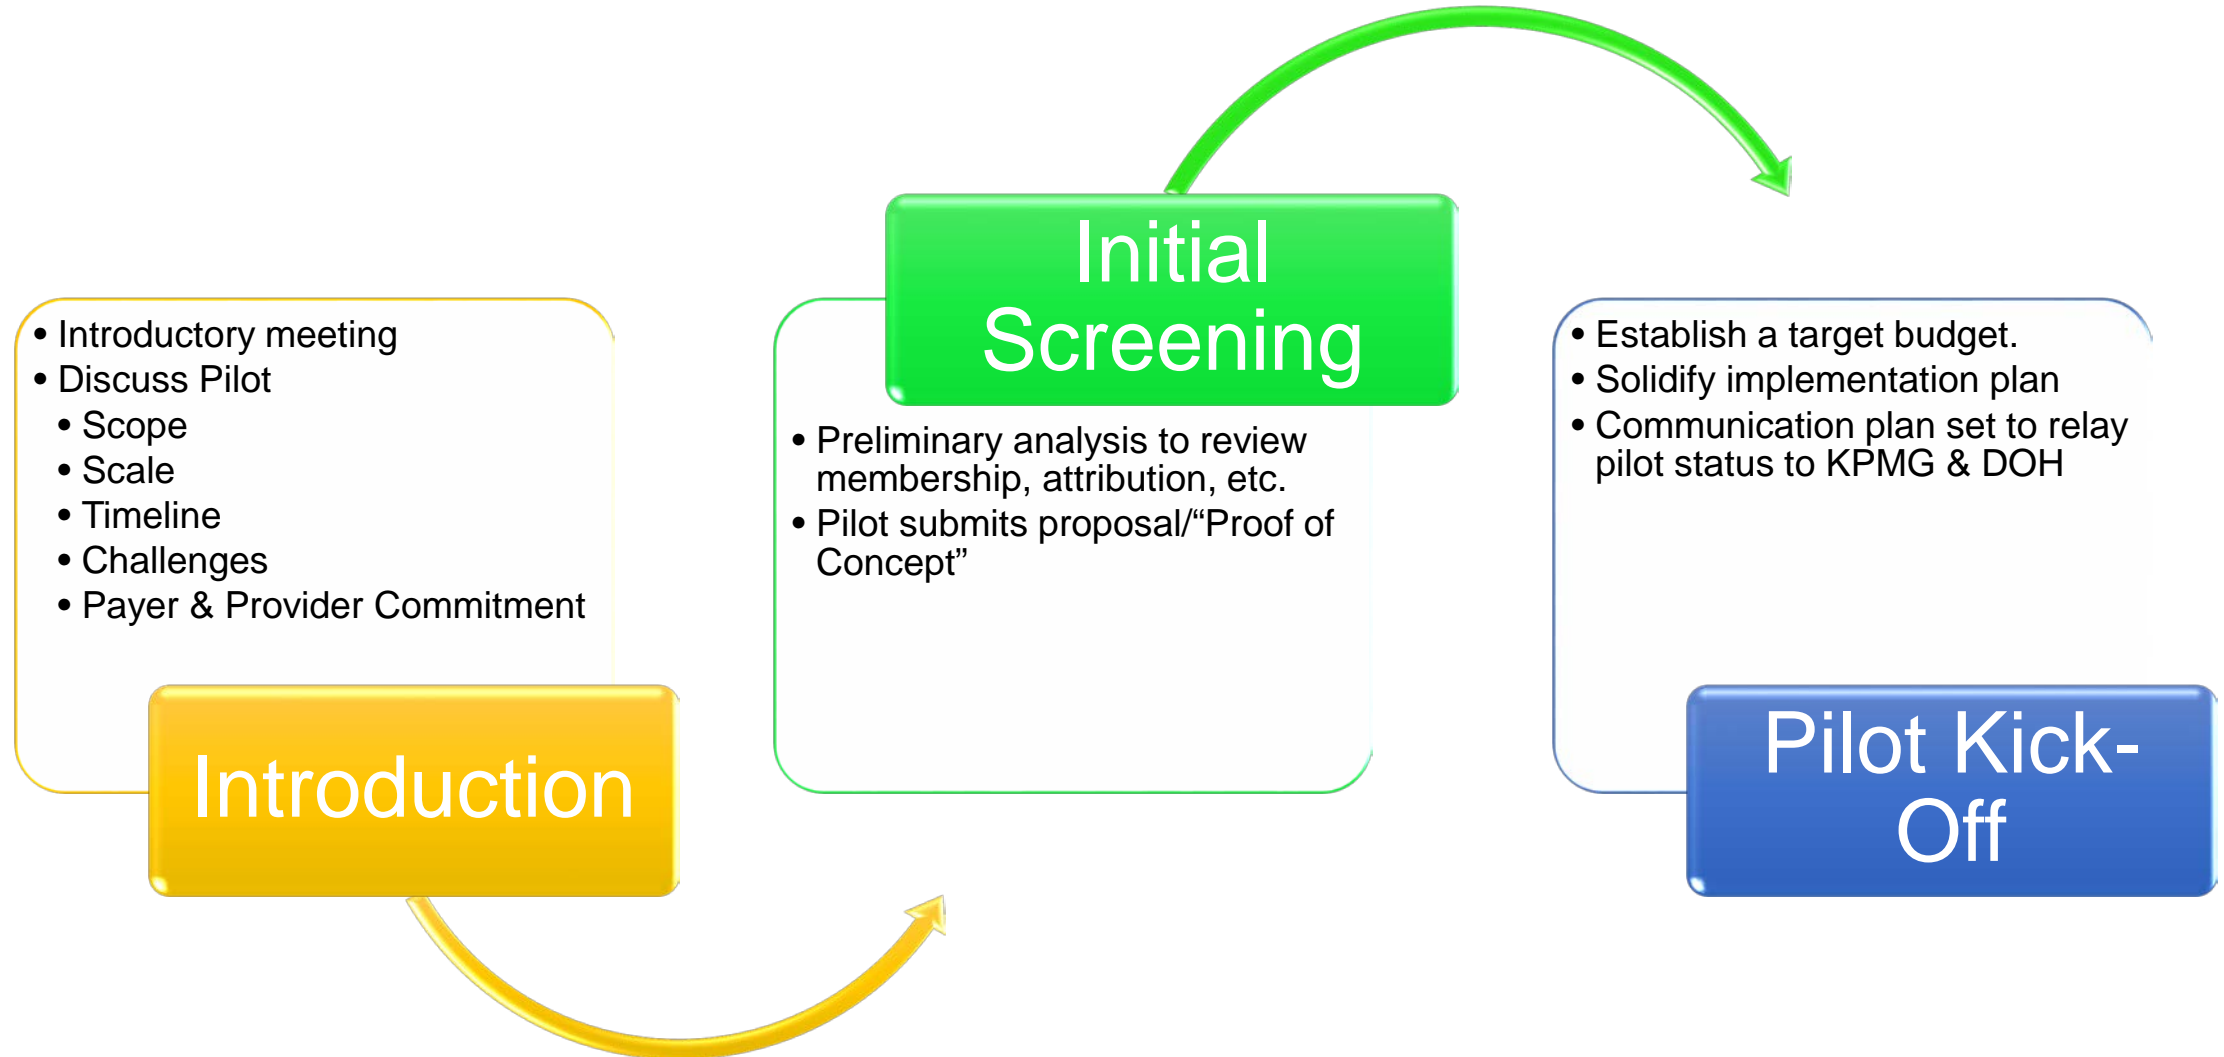 • Introductory meeting
• Discuss Pilot
• Scope
• Scale
• Timeline
• Challenges
• Payer & Provider Commitment
Introduction
Initial
Screening
• Preliminary analysis to review
membership, attribution, etc.
• Pilot submits proposal/“Proof of
Concept”
• Establish a target budget.
• Solidify implementation plan
• Communication plan set to relay
pilot status to KPMG & DOH
Pilot Kick-
Off